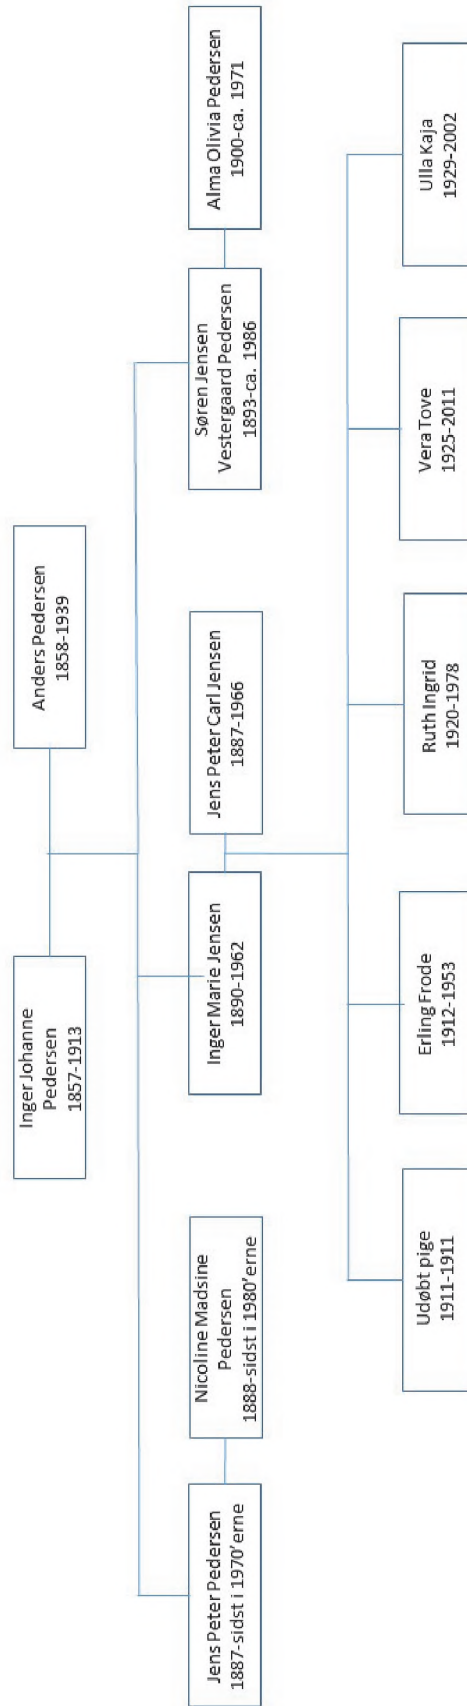 Inger Johanne
Pedersen
1857-1913
Anders Pedersen
1858-1939
Jens Peter Pedersen
1887-sidst i 1970'erne
Nicoline Madsine
Pedersen
1888-sidst i 1980'erne
Inger Marie Jensen
1890-1962
Jens Peter Carl Jensen
1887-1966
Søren Jensen
Vestergaard Pedersen
1893-ca. 1986
Alma Olivia Pedersen
1900-ca. 1971
Udøbt pige
1911-1911
Erling Frode
1912-1953
Ruth Ingrid
1920-1978
Vera Tove
1925-2011
Ulla Kaja
1929-2002